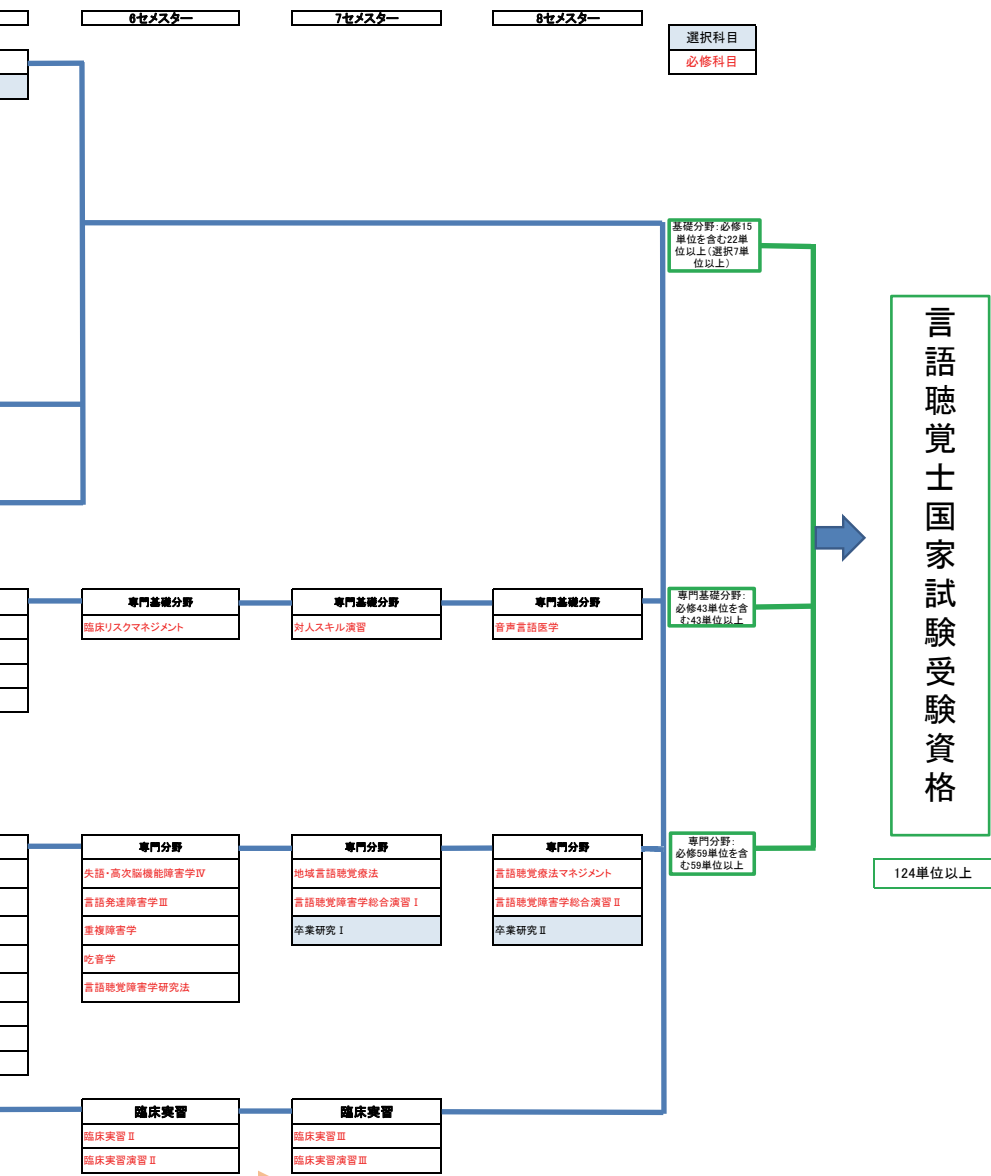 6セメスター
7セメスター
8セメスター
選択科目
必修科目
基礎分野:必修15
単位を含む22単
位以上(選択7単
位以上)
言語聴覚士国家試験受験資格
専門基礎分野
専門基礎分野
専門基礎分野
専門基礎分野:
必修43単位を含
む43単位以上
臨床リスクマネジメント
対人スキル演習
音声言語医学
専門分野
専門分野
専門分野
専門分野:
必修59単位を含
む59単位以上
124単位以上
失語・高次脳機能障害学Ⅳ
地域言語聴覚療法
言語聴覚療法マネジメント
言語発達障害学Ⅲ
言語聴覚障害学総合演習Ⅰ
言語聴覚障害学総合演習Ⅱ
重複障害学
卒業研究Ⅰ
卒業研究Ⅱ
吃音学
言語聴覚障害学研究法
臨床実習
臨床実習
臨床実習Ⅱ
臨床実習Ⅲ
臨床実習演習Ⅱ
臨床実習演習Ⅲ